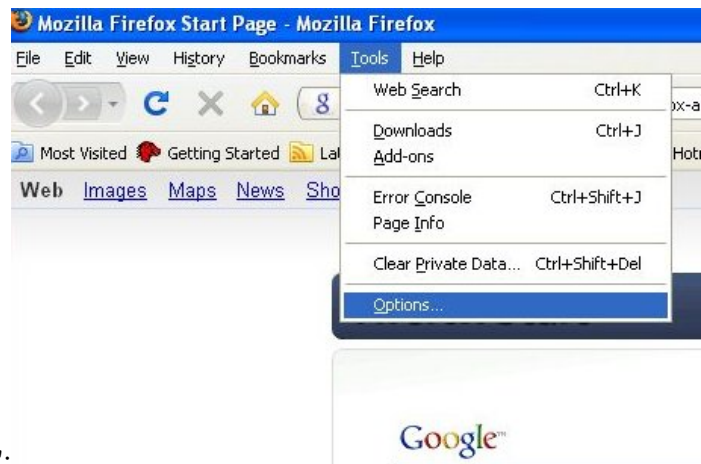 Mozilla Firefox Start Page - Mozilla Firefox
File Edit View History Bookmarks Tools Help
Web Search Ctrl+K
Downloads Ctrl+J
Most Visited Getting Started
Add-ons
Web Images Maps News
Error Console Ctrl+Shift+J
Page Info
Clear Private Data... Ctrl+Shift+Del
Options...
Google™